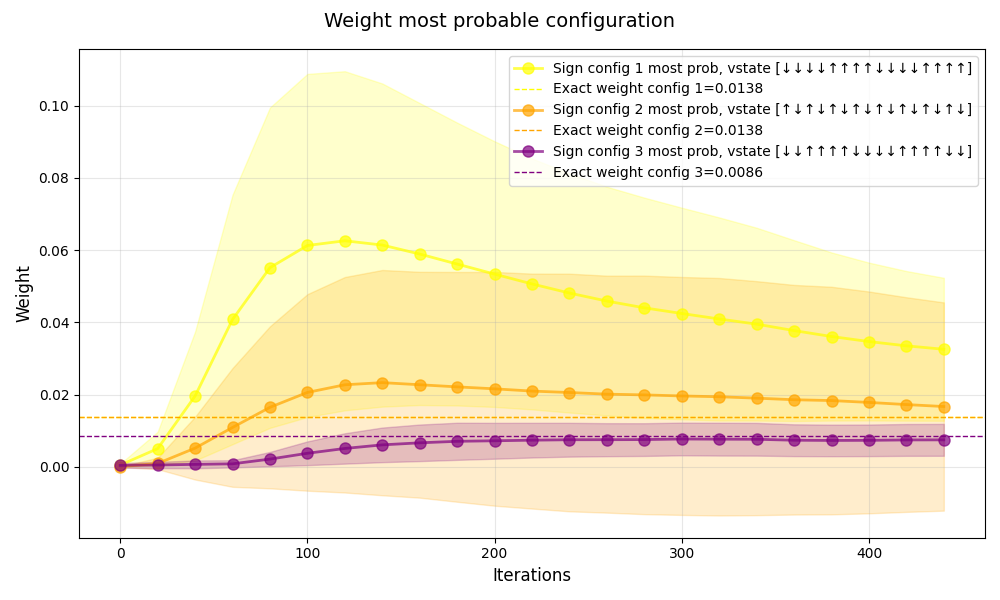 Weight most probable configuration
Sign config 1 most prob, vstate [↓↓↓↓↑↑↑↑↓↓↓↓↑↑↑↑]
Exact weight config 1=0.0138
Sign config 2 most prob, vstate [↑↓↑↓↑↓↑↓↑↓↑↓↑↓↑↓]
Exact weight config 2=0.0138
Sign config 3 most prob, vstate [↓↓↑↑↑↑↓↓↓↓↑↑↑↑↓↓]
Exact weight config 3=0.0086
Weight
0.10
0.08
0.06
0.04
0.02
0.00
0 100 200 300 400
Iterations